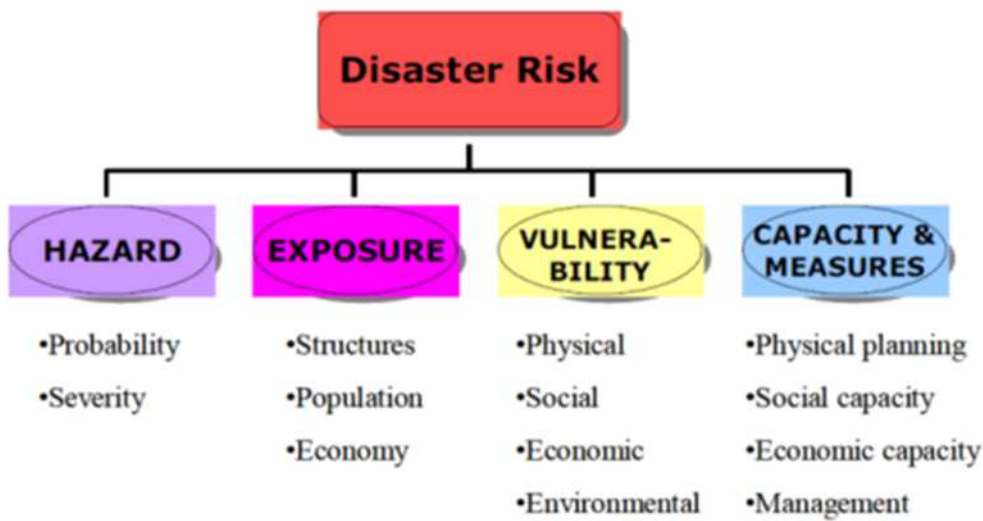 Disaster Risk
HAZARD
•Probability
•Severity
EXPOSURE
•Structures
•Population
•Economy
VULNERA-
BILITY
•Physical
•Social
•Economic
•Environmental
CAPACITY &
MEASURES
•Physical planning
•Social capacity
•Economic capacity
•Management